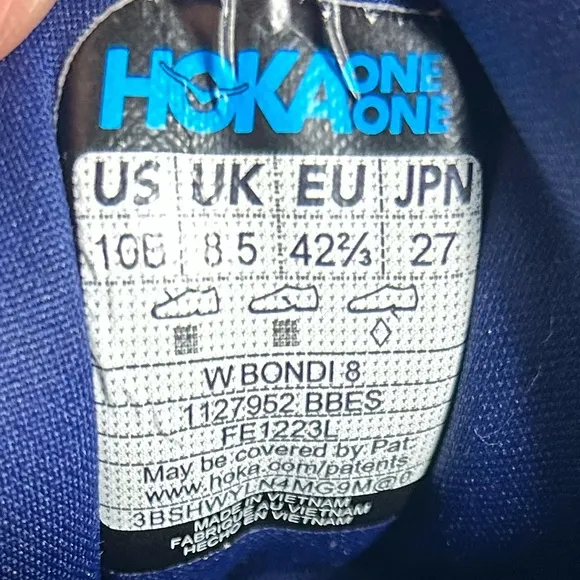 HOKA ONE ONE
US UK EU JPN
10B 8.5 42⅔ 27
W BONDI 8
1127952 BBES
FE1223L
May be covered by Pat.
www.hoka.com/patents
MADE IN VIETNAM
FABRIQUÉ AU VIETNAM
HECHO EN VIETNAM